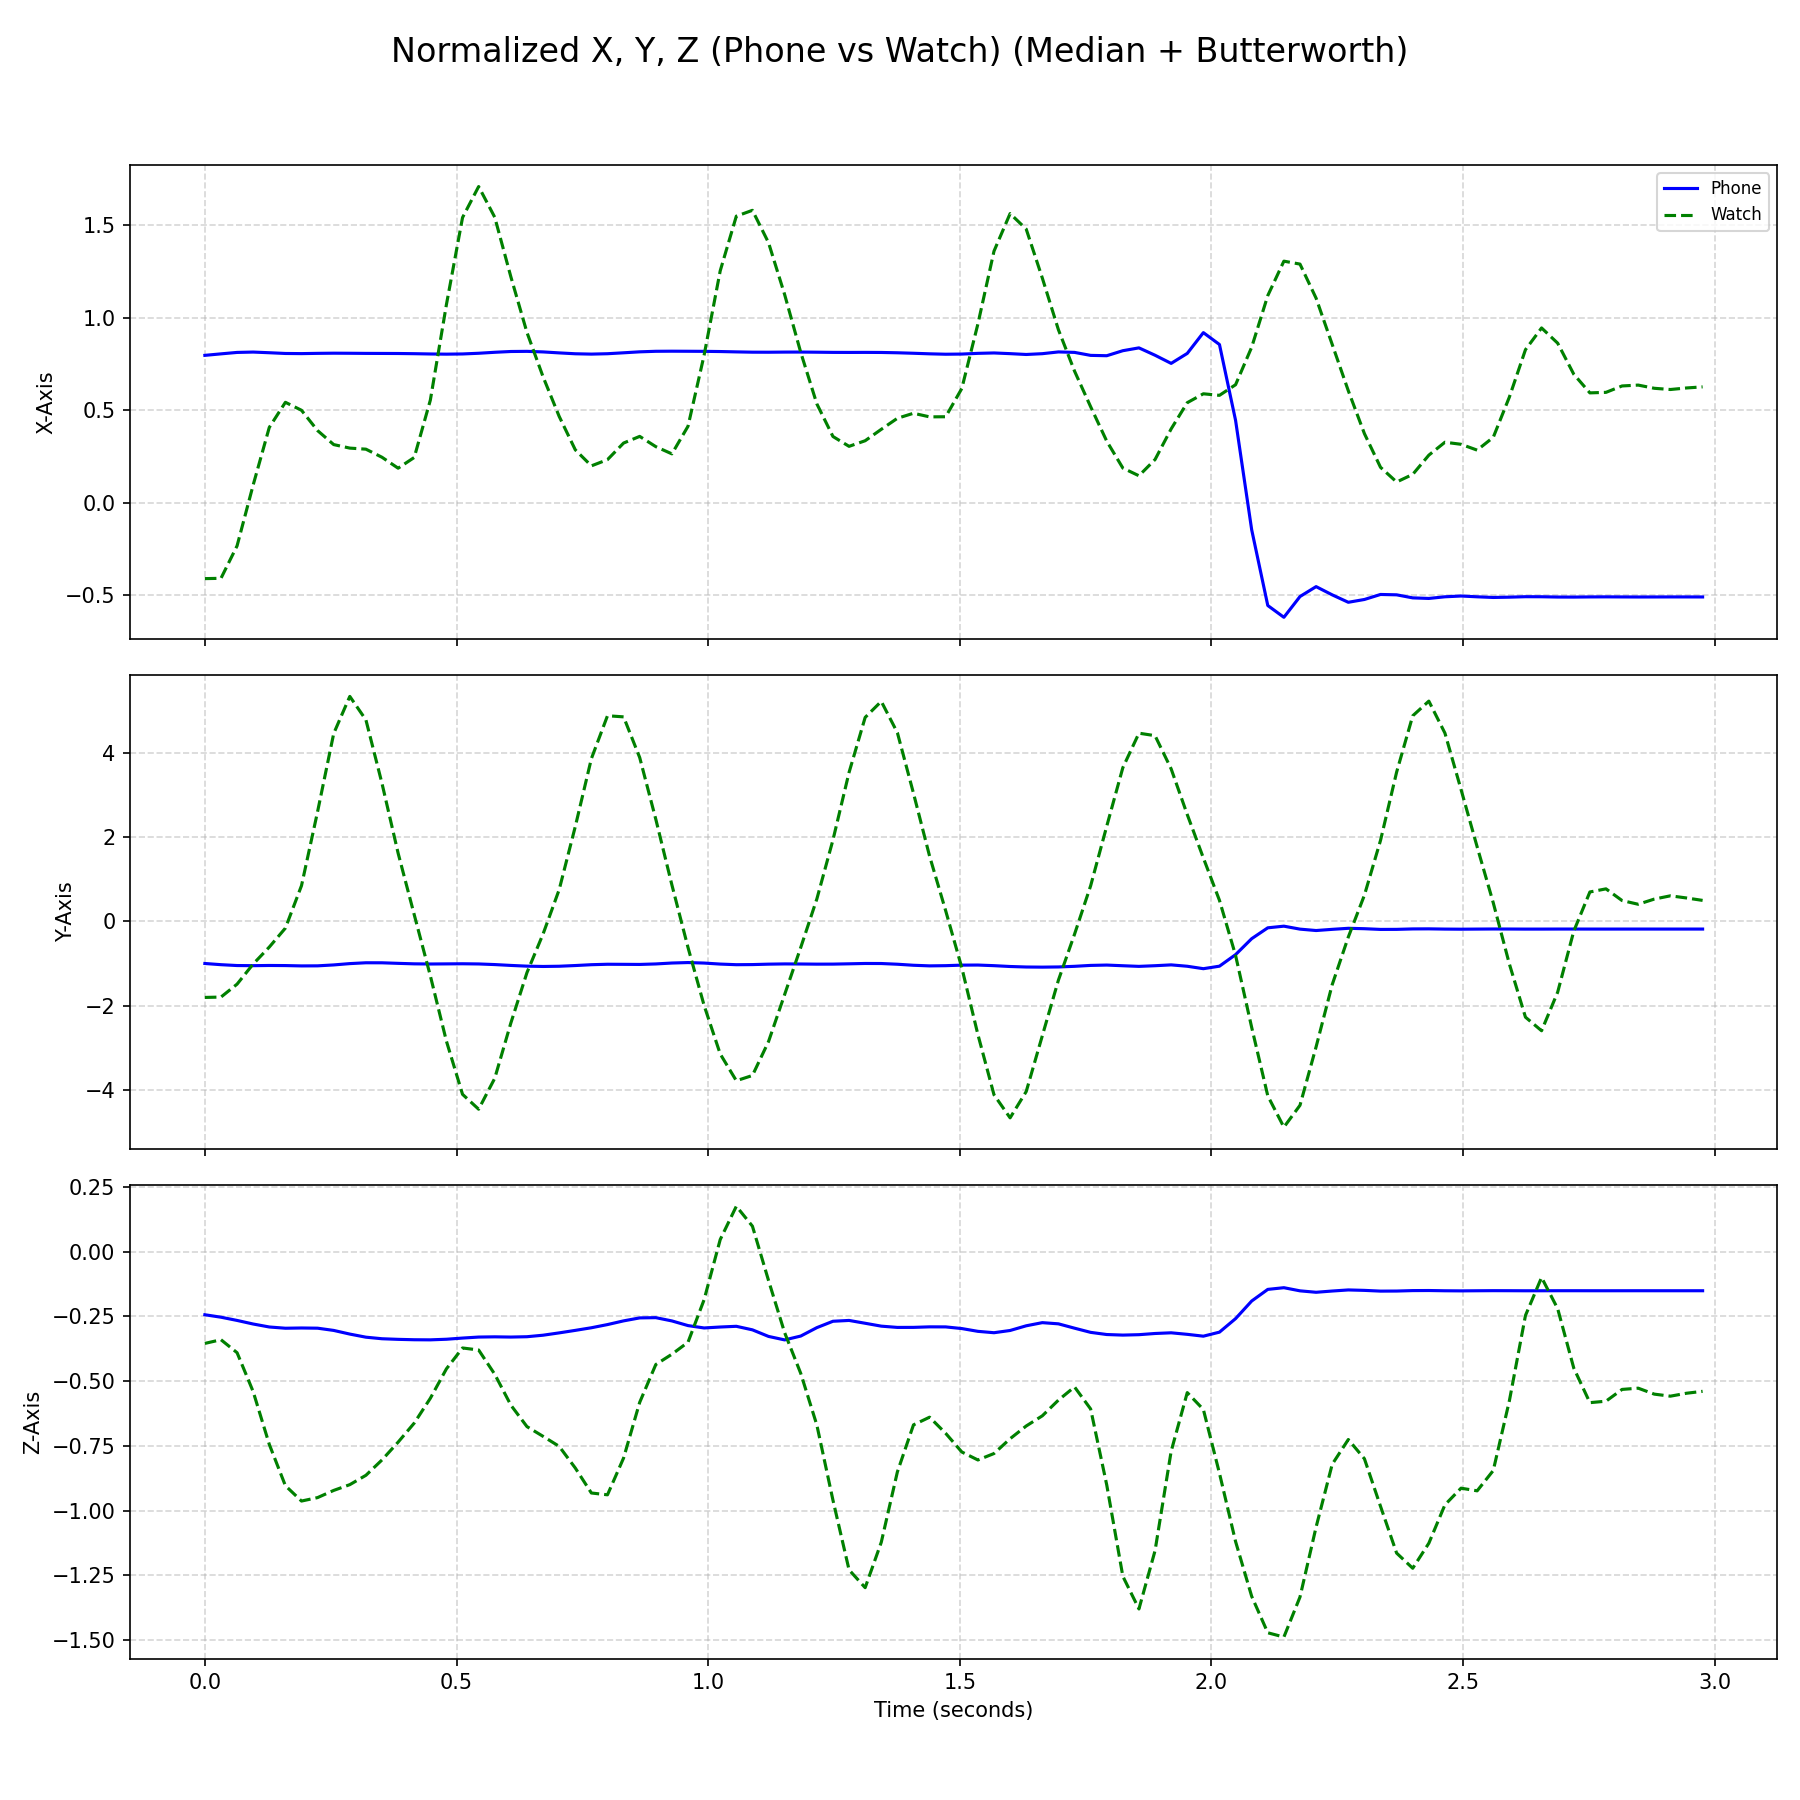 Normalized X, Y, Z (Phone vs Watch) (Median + Butterworth)
Phone
Watch
1.5
1.0
0.5
0.0
−0.5
X-Axis
4
2
0
−2
−4
Y-Axis
0.25
0.00
−0.25
−0.50
−0.75
−1.00
−1.25
−1.50
Z-Axis
0.0 0.5 1.0 1.5 2.0 2.5 3.0
Time (seconds)